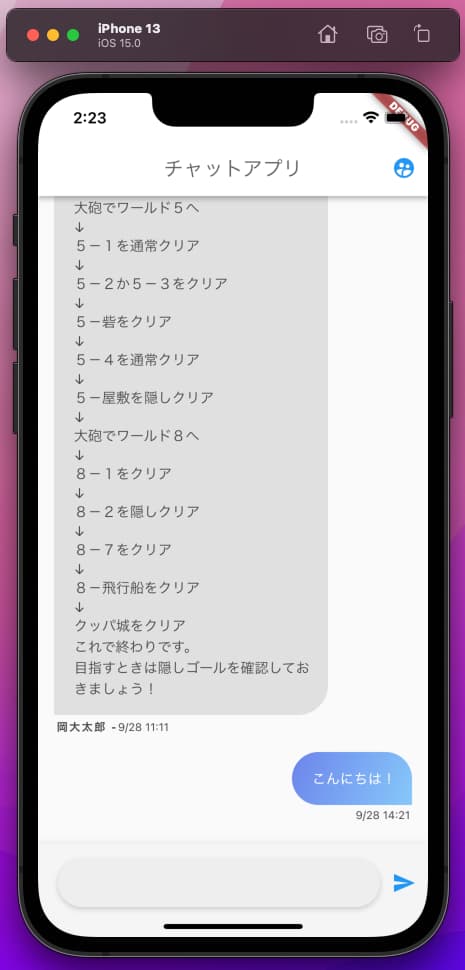 iPhone 13
iOS 15.0
2:23
DEBUG
チャットアプリ
大砲でワールド５へ
↓
５－１を通常クリア
↓
５－２か５－３をクリア
↓
５－砦をクリア
↓
５－４を通常クリア
↓
５－屋敷を隠しクリア
↓
大砲でワールド８へ
↓
８－１をクリア
↓
８－２を隠しクリア
↓
８－７をクリア
↓
８－飛行船をクリア
↓
クッパ城をクリア
これで終わりです。
目指すときは隠しゴールを確認してお
きましょう！
岡大太郎 - 9/28 11:11
こんにちは！
9/28 14:21